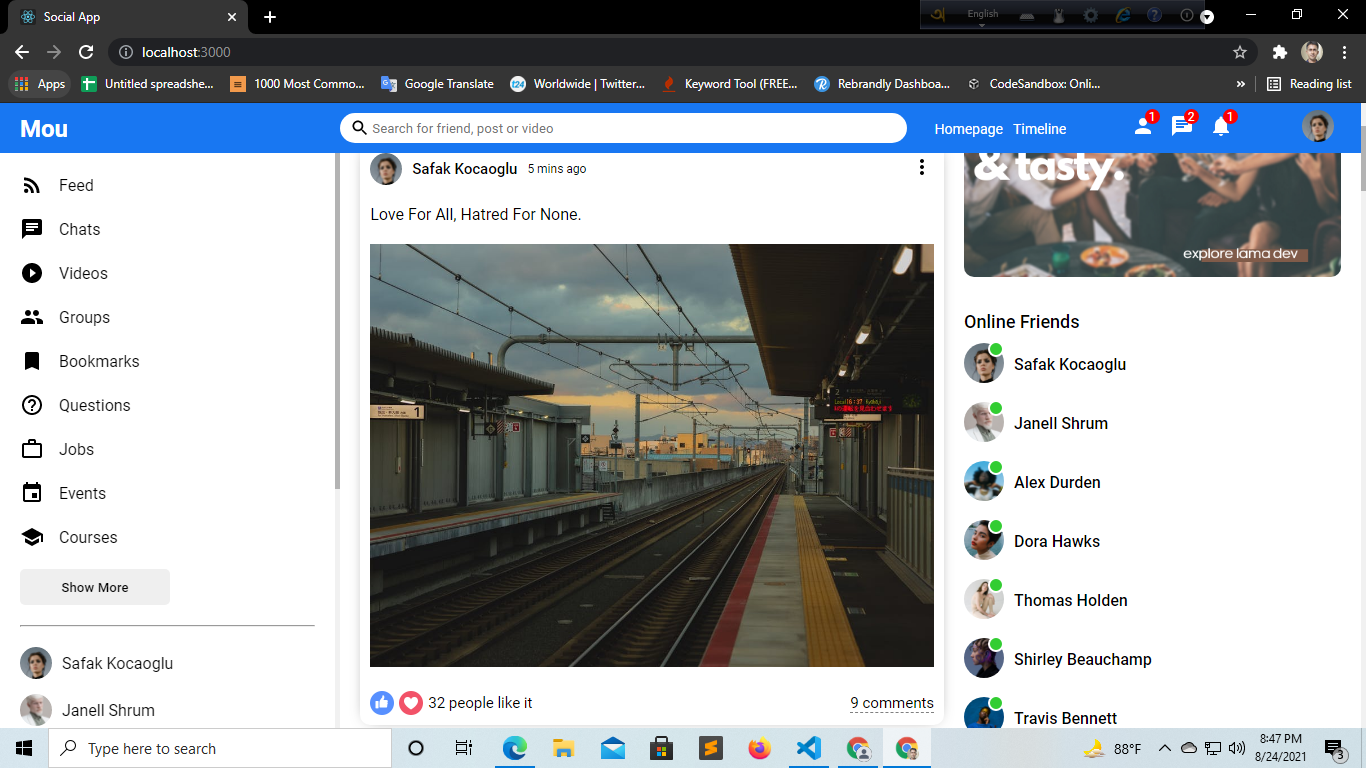 Social App
English
localhost:3000
Apps
Untitled spreadshe...
1000 Most Commo...
Google Translate
Worldwide | Twitter...
Keyword Tool (FREE...
Rebrandly Dashboa...
CodeSandbox: Onli...
»
Reading list
Mou
Search for friend, post or video
Homepage
Timeline
1
2
1
Feed
Chats
Videos
Groups
Bookmarks
Questions
Jobs
Events
Courses
Show More
Safak Kocaoglu
Janell Shrum
Safak Kocaoglu 5 mins ago
Love For All, Hatred For None.
1
32 people like it
9 comments
& tasty.
explore lama dev
Online Friends
Safak Kocaoglu
Janell Shrum
Alex Durden
Dora Hawks
Thomas Holden
Shirley Beauchamp
Travis Bennett
Type here to search
88°F
8:47 PM
8/24/2021
3